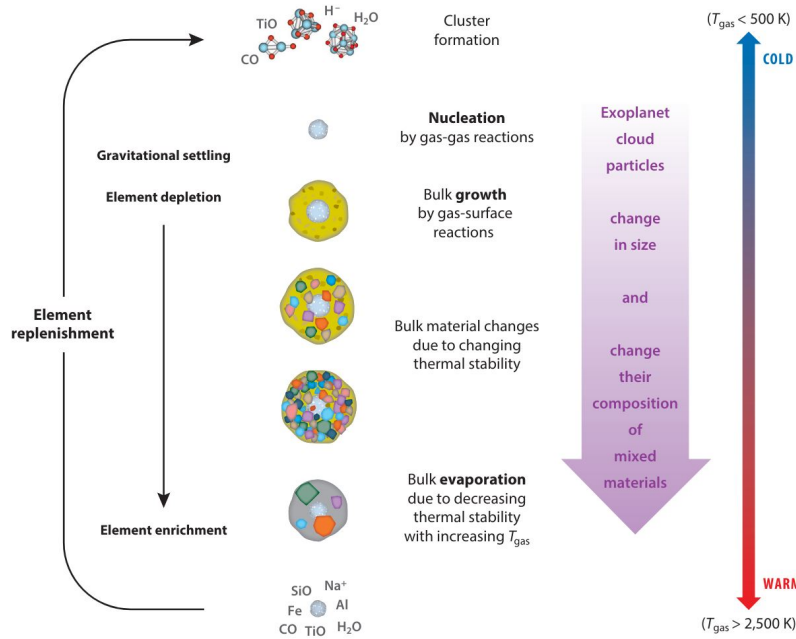 TiO
H⁻
H₂O
CO
Cluster
formation
(T_gas < 500 K)
COLD
Nucleation
by gas-gas reactions
Gravitational settling
Element depletion
Bulk growth
by gas-surface
reactions
Element
replenishment
Bulk material changes
due to changing
thermal stability
Exoplanet
cloud
particles
change
in size
and
change
their
composition
of
mixed
materials
Element enrichment
Bulk evaporation
due to decreasing
thermal stability
with increasing T_gas
SiO
Na⁺
Fe
Al
CO
TiO
H₂O
WARM
(T_gas > 2,500 K)